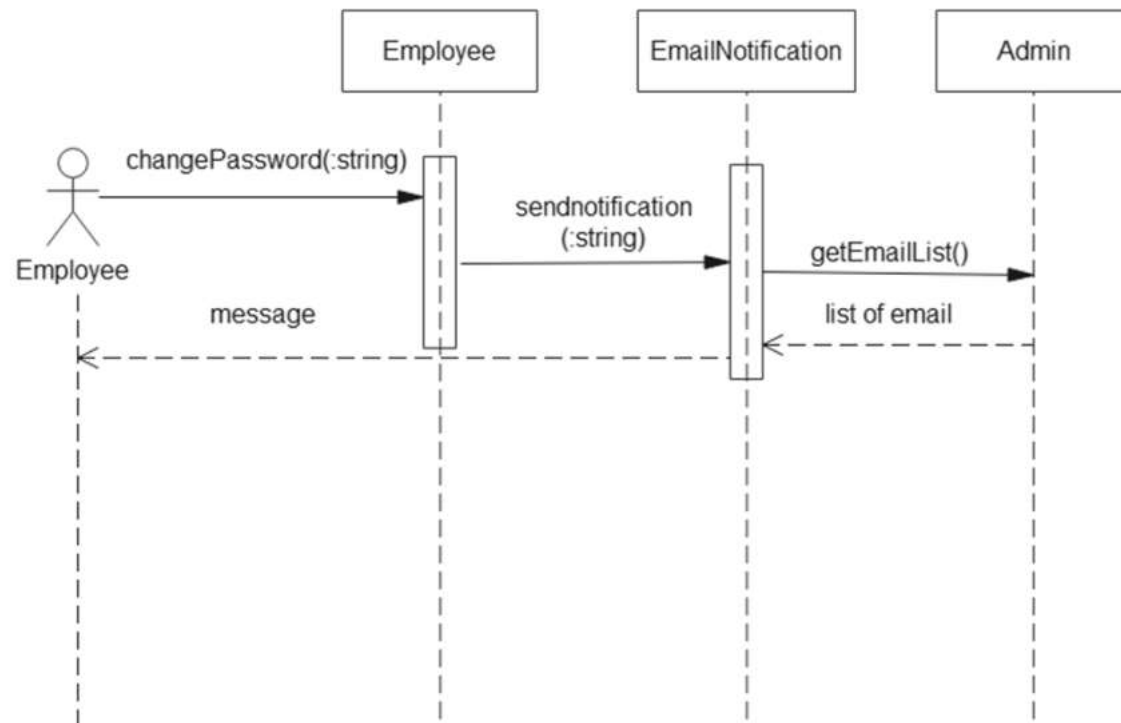 Employee
EmailNotification
Admin
changePassword(:string)
sendnotification
(:string)
getEmailList()
Employee
message
list of email